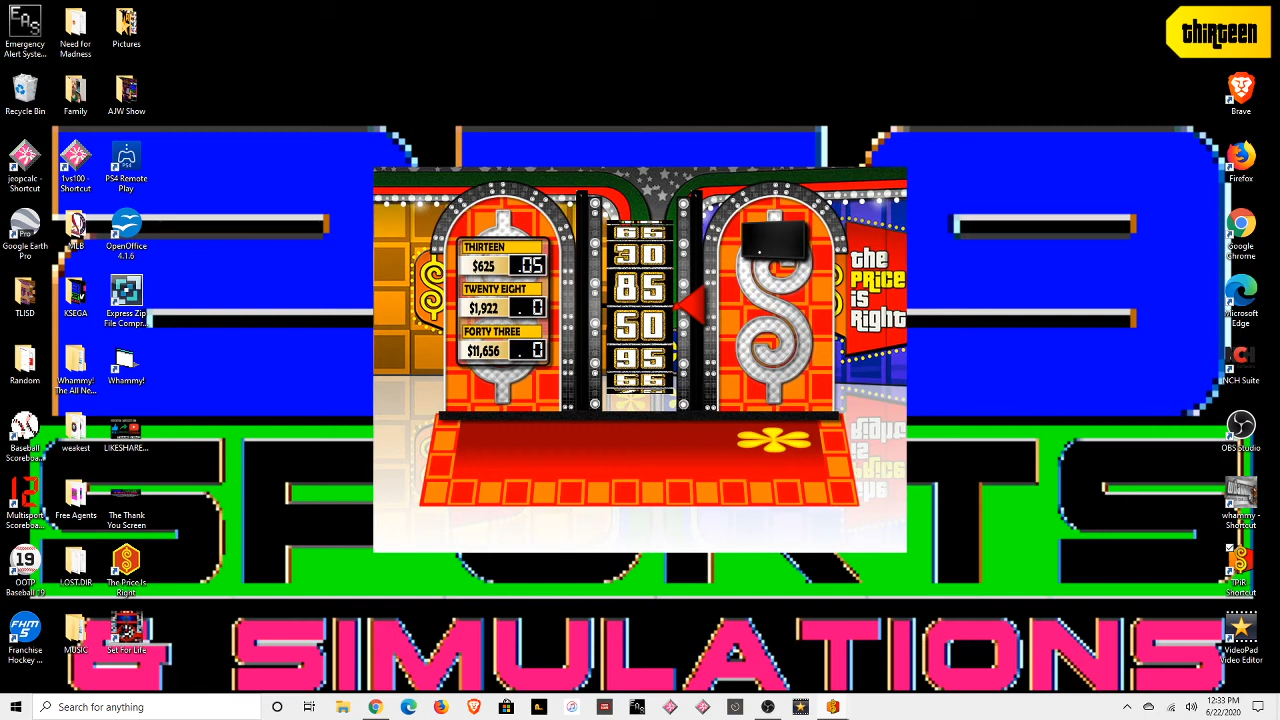 Emergency
Alert Syste...
Need for
Madness
Pictures
thirteen
Recycle Bin
Family
AJW Show
Brave
jeopcalc -
Shortcut
1vs100 -
Shortcut
PS4 Remote
Play
Firefox
Google Earth
Pro
MLB
OpenOffice
4.1.6
Google
Chrome
TLISD
KSEGA
Express Zip
File Compr...
Microsoft
Edge
Random
Whammy!
The All Ne...
Whammy!
NCH Suite
Baseball
Scoreboa...
weakest
LIKESHARE...
OBS Studio
Multisport
Scoreboa...
Free Agents
The Thank
You Screen
whammy -
Shortcut
OOTP
Baseball 19
LOST.DIR
The Price Is
Right
TPiR
Shortcut
Franchise
Hockey ...
MUSIC
Set For Life
VideoPad
Video Editor
THIRTEEN
$625 .05
TWENTY EIGHT
$1,922 . 0
FORTY THREE
$11,656 . 0
65
30
85
50
95
55
the
PRICE
is
Right
SPORTS
& SIMULATIONS
Search for anything
12:33 PM
6/22/2020